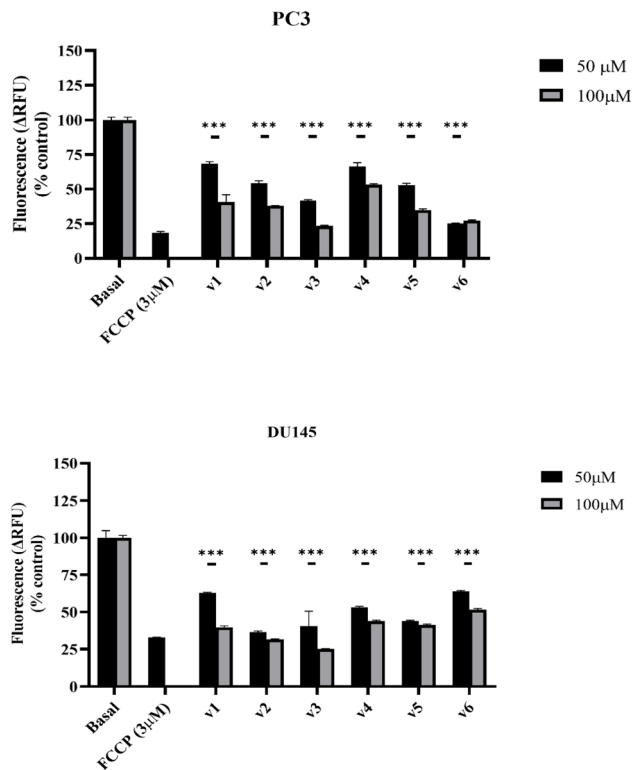 PC3
Fluorescence (ΔRFU)
(% control)
150
125
100
75
50
25
0
*** *** *** *** *** ***
50 μM
100μM
Basal
FCCP (3μM)
v1
v2
v3
v4
v5
v6
DU145
Fluorescence (ΔRFU)
(% control)
150
125
100
75
50
25
0
*** *** *** *** *** ***
50μM
100μM
Basal
FCCP (3μM)
v1
v2
v3
v4
v5
v6